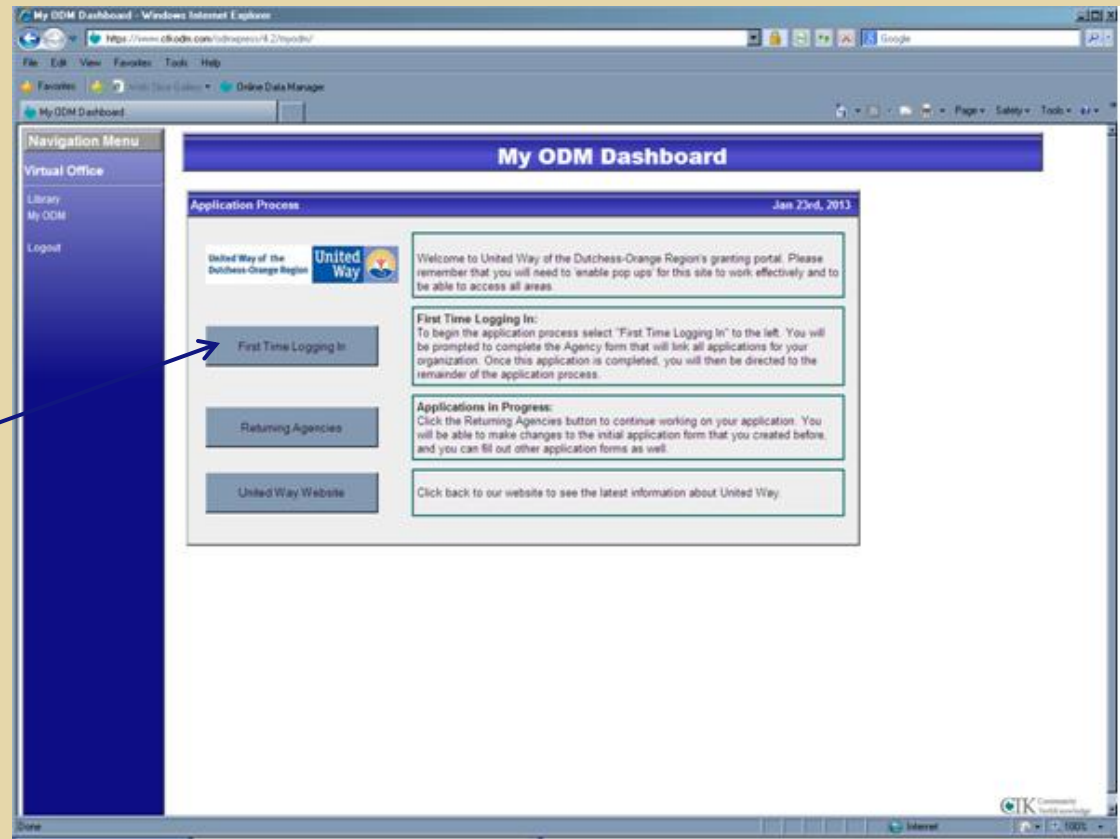 My ODM Dashboard - Windows Internet Explorer
Google
File Edit View Favorites Tools Help
Favorites Online Data Manager
My ODM Dashboard Page Safety Tools
Navigation Menu
Virtual Office
Library
My ODM
Logout
My ODM Dashboard
Application Process Jan 23rd, 2013
United Way of the
Dutchess-Orange Region
United
Way
Welcome to United Way of the Dutchess-Orange Region's granting portal. Please
remember that you will need to 'enable pop ups' for this site to work effectively and to
be able to access all areas.
First Time Logging In
First Time Logging In:
To begin the application process select "First Time Logging In" to the left. You will
be prompted to complete the Agency form that will link all applications for your
organization. Once this application is completed, you will then be directed to the
remainder of the application process.
Returning Agencies
Applications in Progress:
Click the Returning Agencies button to continue working on your application. You
will be able to make changes to the initial application form that you created before,
and you can fill out other application forms as well.
United Way Website
Click back to our website to see the latest information about United Way.
CTK Community
Done Internet 100%